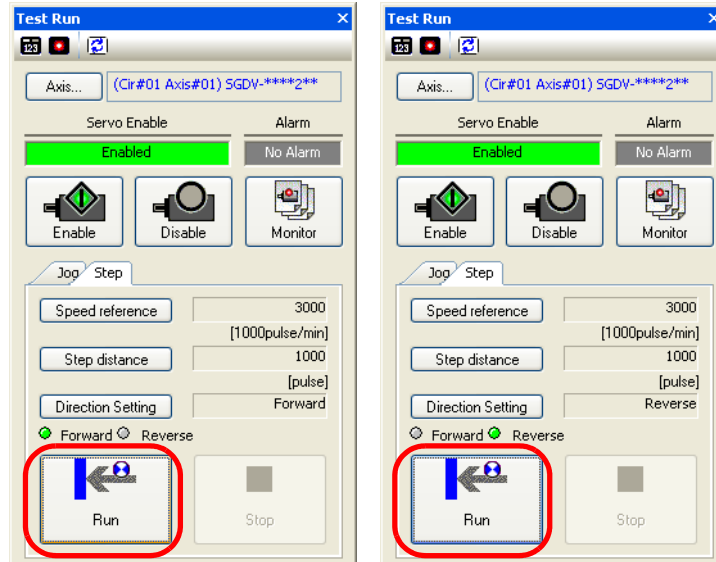 Test Run
123
Axis...
(Cir#01 Axis#01) SGDV-****2**
Servo Enable
Alarm
Enabled
No Alarm
Enable
Disable
Monitor
Jog
Step
Speed reference
3000
[1000pulse/min]
Step distance
1000
[pulse]
Direction Setting
Forward
Forward
Reverse
Run
Stop
Test Run
123
Axis...
(Cir#01 Axis#01) SGDV-****2**
Servo Enable
Alarm
Enabled
No Alarm
Enable
Disable
Monitor
Jog
Step
Speed reference
3000
[1000pulse/min]
Step distance
1000
[pulse]
Direction Setting
Reverse
Forward
Reverse
Run
Stop